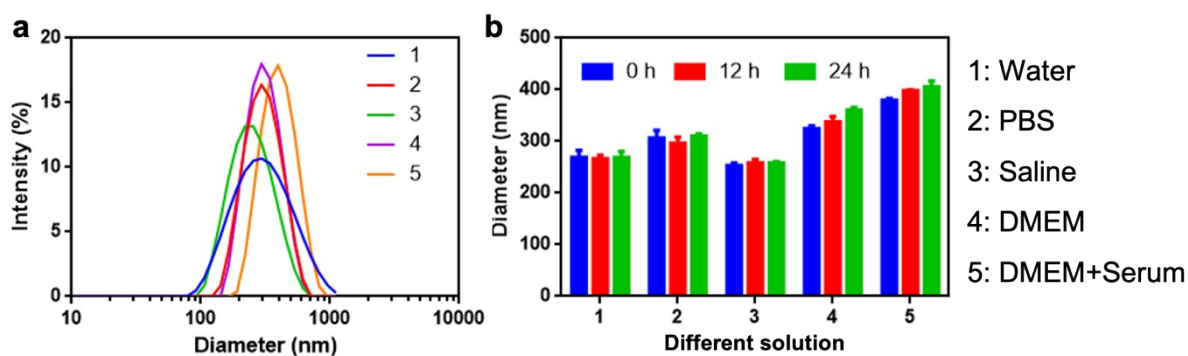 a
20
15
10
5
0
Intensity (%)
10
100
1000
10000
Diameter (nm)
1
2
3
4
5
b
500
400
300
200
100
0
Diameter (nm)
0 h
12 h
24 h
1
2
3
4
5
Different solution
1: Water
2: PBS
3: Saline
4: DMEM
5: DMEM+Serum